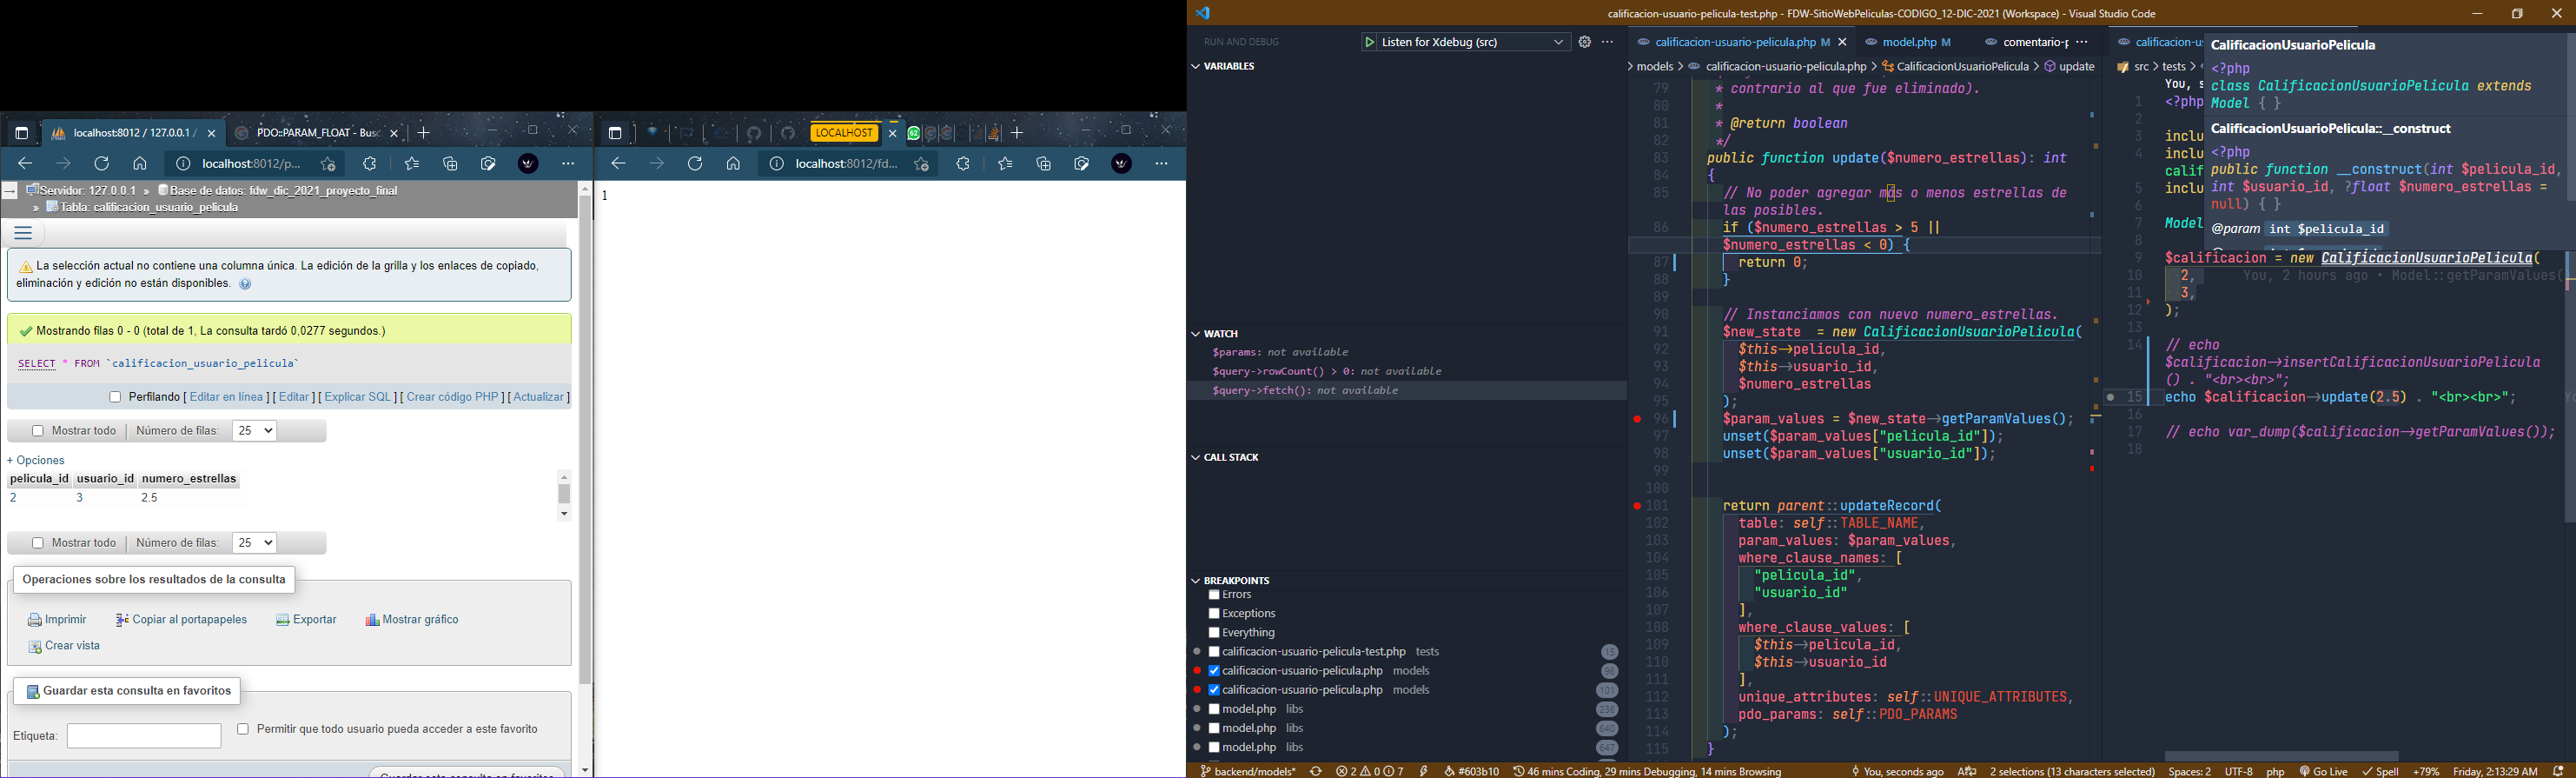 localhost:8012 / 127.0.0.1 /
PDO::PARAM_FLOAT - Busc
localhost:8012/p...
Servidor: 127.0.0.1 » Base de datos: fdw_dic_2021_proyecto_final
» Tabla: calificacion_usuario_pelicula
La selección actual no contiene una columna única. La edición de la grilla y los enlaces de copiado,
eliminación y edición no están disponibles.
Mostrando filas 0 - 0 (total de 1, La consulta tardó 0,0277 segundos.)
SELECT * FROM `calificacion_usuario_pelicula`
Perfilando [ Editar en línea ] [ Editar ] [ Explicar SQL ] [ Crear código PHP ] [ Actualizar ]
Mostrar todo | Número de filas: 25
+ Opciones
pelicula_id usuario_id numero_estrellas
2 3 2.5
Mostrar todo | Número de filas: 25
Operaciones sobre los resultados de la consulta
Imprimir Copiar al portapapeles Exportar Mostrar gráfico
Crear vista
Guardar esta consulta en favoritos
Etiqueta: Permitir que todo usuario pueda acceder a este favorito
Guardar esta consulta en favoritos
LOCALHOST
62
localhost:8012/fd...
1
calificacion-usuario-pelicula-test.php - FDW-SitioWebPeliculas-CODIGO_12-DIC-2021 (Workspace) - Visual Studio Code
RUN AND DEBUG
Listen for Xdebug (src)
VARIABLES
WATCH
$params: not available
$query->rowCount() > 0: not available
$query->fetch(): not available
CALL STACK
BREAKPOINTS
Errors
Exceptions
Everything
calificacion-usuario-pelicula-test.php tests 15
calificacion-usuario-pelicula.php models 96
calificacion-usuario-pelicula.php models 101
model.php libs 236
model.php libs 640
model.php libs 647
calificacion-usuario-pelicula.php M
model.php M
comentario-p
models > calificacion-usuario-pelicula.php > CalificacionUsuarioPelicula > update
79 * contrario al que fue eliminado).
80 *
81 * @return boolean
82 */
83 public function update($numero_estrellas): int
84 {
85 // No poder agregar más o menos estrellas de
las posibles.
86 if ($numero_estrellas > 5 ||
$numero_estrellas < 0) {
87 return 0;
88 }
89
90 // Instanciamos con nuevo numero_estrellas.
91 $new_state = new CalificacionUsuarioPelicula(
92 $this->pelicula_id,
93 $this->usuario_id,
94 $numero_estrellas
95 );
96 $param_values = $new_state->getParamValues();
97 unset($param_values["pelicula_id"]);
98 unset($param_values["usuario_id"]);
99
100
101 return parent::updateRecord(
102 table: self::TABLE_NAME,
103 param_values: $param_values,
104 where_clause_names: [
105 "pelicula_id",
106 "usuario_id"
107 ],
108 where_clause_values: [
109 $this->pelicula_id,
110 $this->usuario_id
111 ],
112 unique_attributes: self::UNIQUE_ATTRIBUTES,
113 pdo_params: self::PDO_PARAMS
114 );
115 }
calificacion-us
src > tests >
You, s
1 <?php
2
3 inclu
4 inclu
calif
5 inclu
6
7 Model
8
9 $calificacion = new CalificacionUsuarioPelicula(
10 2, You, 2 hours ago • Model::getParamValues(
11 3,
12 );
13
14 // echo
$calificacion->insertCalificacionUsuarioPelicula
() . "<br><br>";
15 echo $calificacion->update(2.5) . "<br><br>";
16
17 // echo var_dump($calificacion->getParamValues());
18
CalificacionUsuarioPelicula
<?php
class CalificacionUsuarioPelicula extends
Model { }
CalificacionUsuarioPelicula::__construct
<?php
public function __construct(int $pelicula_id,
int $usuario_id, ?float $numero_estrellas =
null) { }
@param int $pelicula_id
backend/models* 2 0 7 #603b10 46 mins Coding, 29 mins Debugging, 14 mins Browsing
You, seconds ago 2 selections (13 characters selected) Spaces: 2 UTF-8 php Go Live Spell +79% Friday, 2:13:29 AM